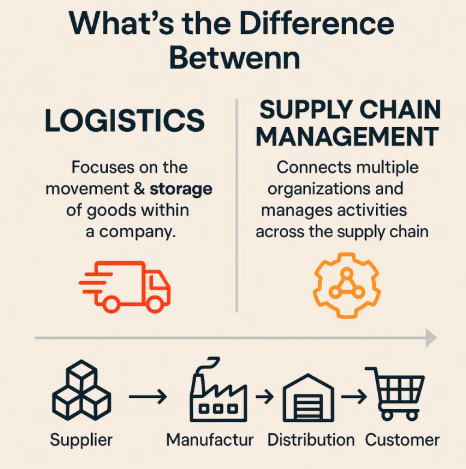 What's the Difference
Betwenn
LOGISTICS
Focuses on the
movement & storage
of goods within
a company.
SUPPLY CHAIN
MANAGEMENT
Connects multiple
organizations and
manages activities
across the supply chain
Supplier
Manufactur
Distribution
Customer